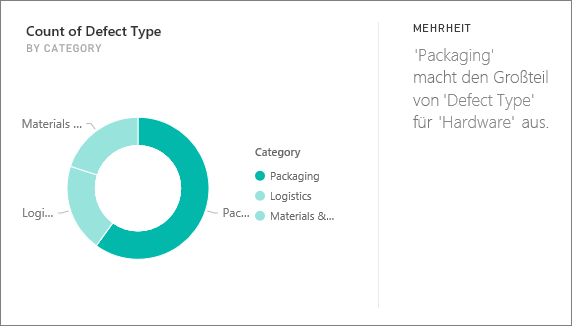 Count of Defect Type
BY CATEGORY
Materials ...
Logi...
Pac...
Category
Packaging
Logistics
Materials &...
MEHRHEIT
'Packaging'
macht den Großteil
von 'Defect Type'
für 'Hardware' aus.